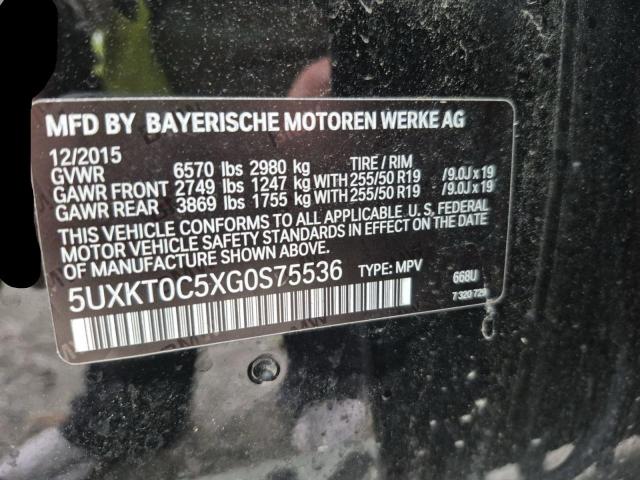 MFD BY BAYERISCHE MOTOREN WERKE AG
12/2015
GVWR 6570 lbs 2980 kg TIRE / RIM
GAWR FRONT 2749 lbs 1247 kg WITH 255/50 R19 /9.0J x 19
GAWR REAR 3869 lbs 1755 kg WITH 255/50 R19 /9.0J x 19
THIS VEHICLE CONFORMS TO ALL APPLICABLE U.S. FEDERAL
MOTOR VEHICLE SAFETY STANDARDS IN EFFECT ON THE DATE
OF MANUFACTURE SHOWN ABOVE.
5UXKT0C5XG0S75536 TYPE: MPV 668U
7 320 729